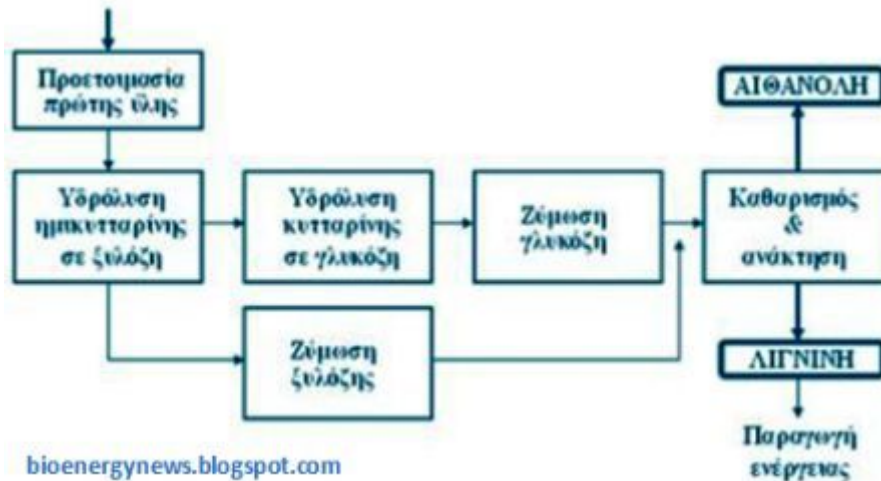 Προετοιμασία
πρώτης ύλης
Υδρόλυση
ημικυτταρίνης
σε ξυλόζη
Υδρόλυση
κυτταρίνης
σε γλυκόζη
Ζύμωση
γλυκόζη
Καθαρισμός
&
ανάκτηση
ΑΙΘΑΝΟΛΗ
Ζύμωση
ξυλόζης
ΛΙΓΝΙΝΗ
Παραγωγή
ενέργειας
bioenergynews.blogspot.com